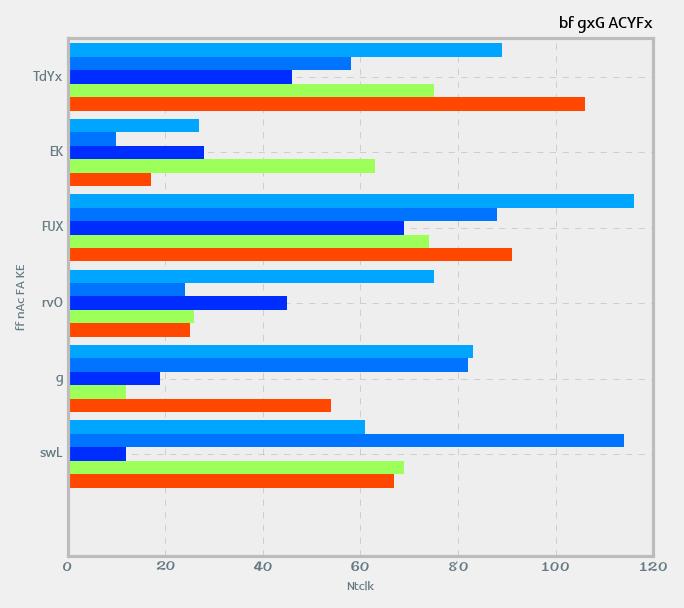 bf gxG ACYFx
TdYx
EK
FUX
rvO
g
swL
ff nAc FA KE
0 20 40 60 80 100 120
Ntclk